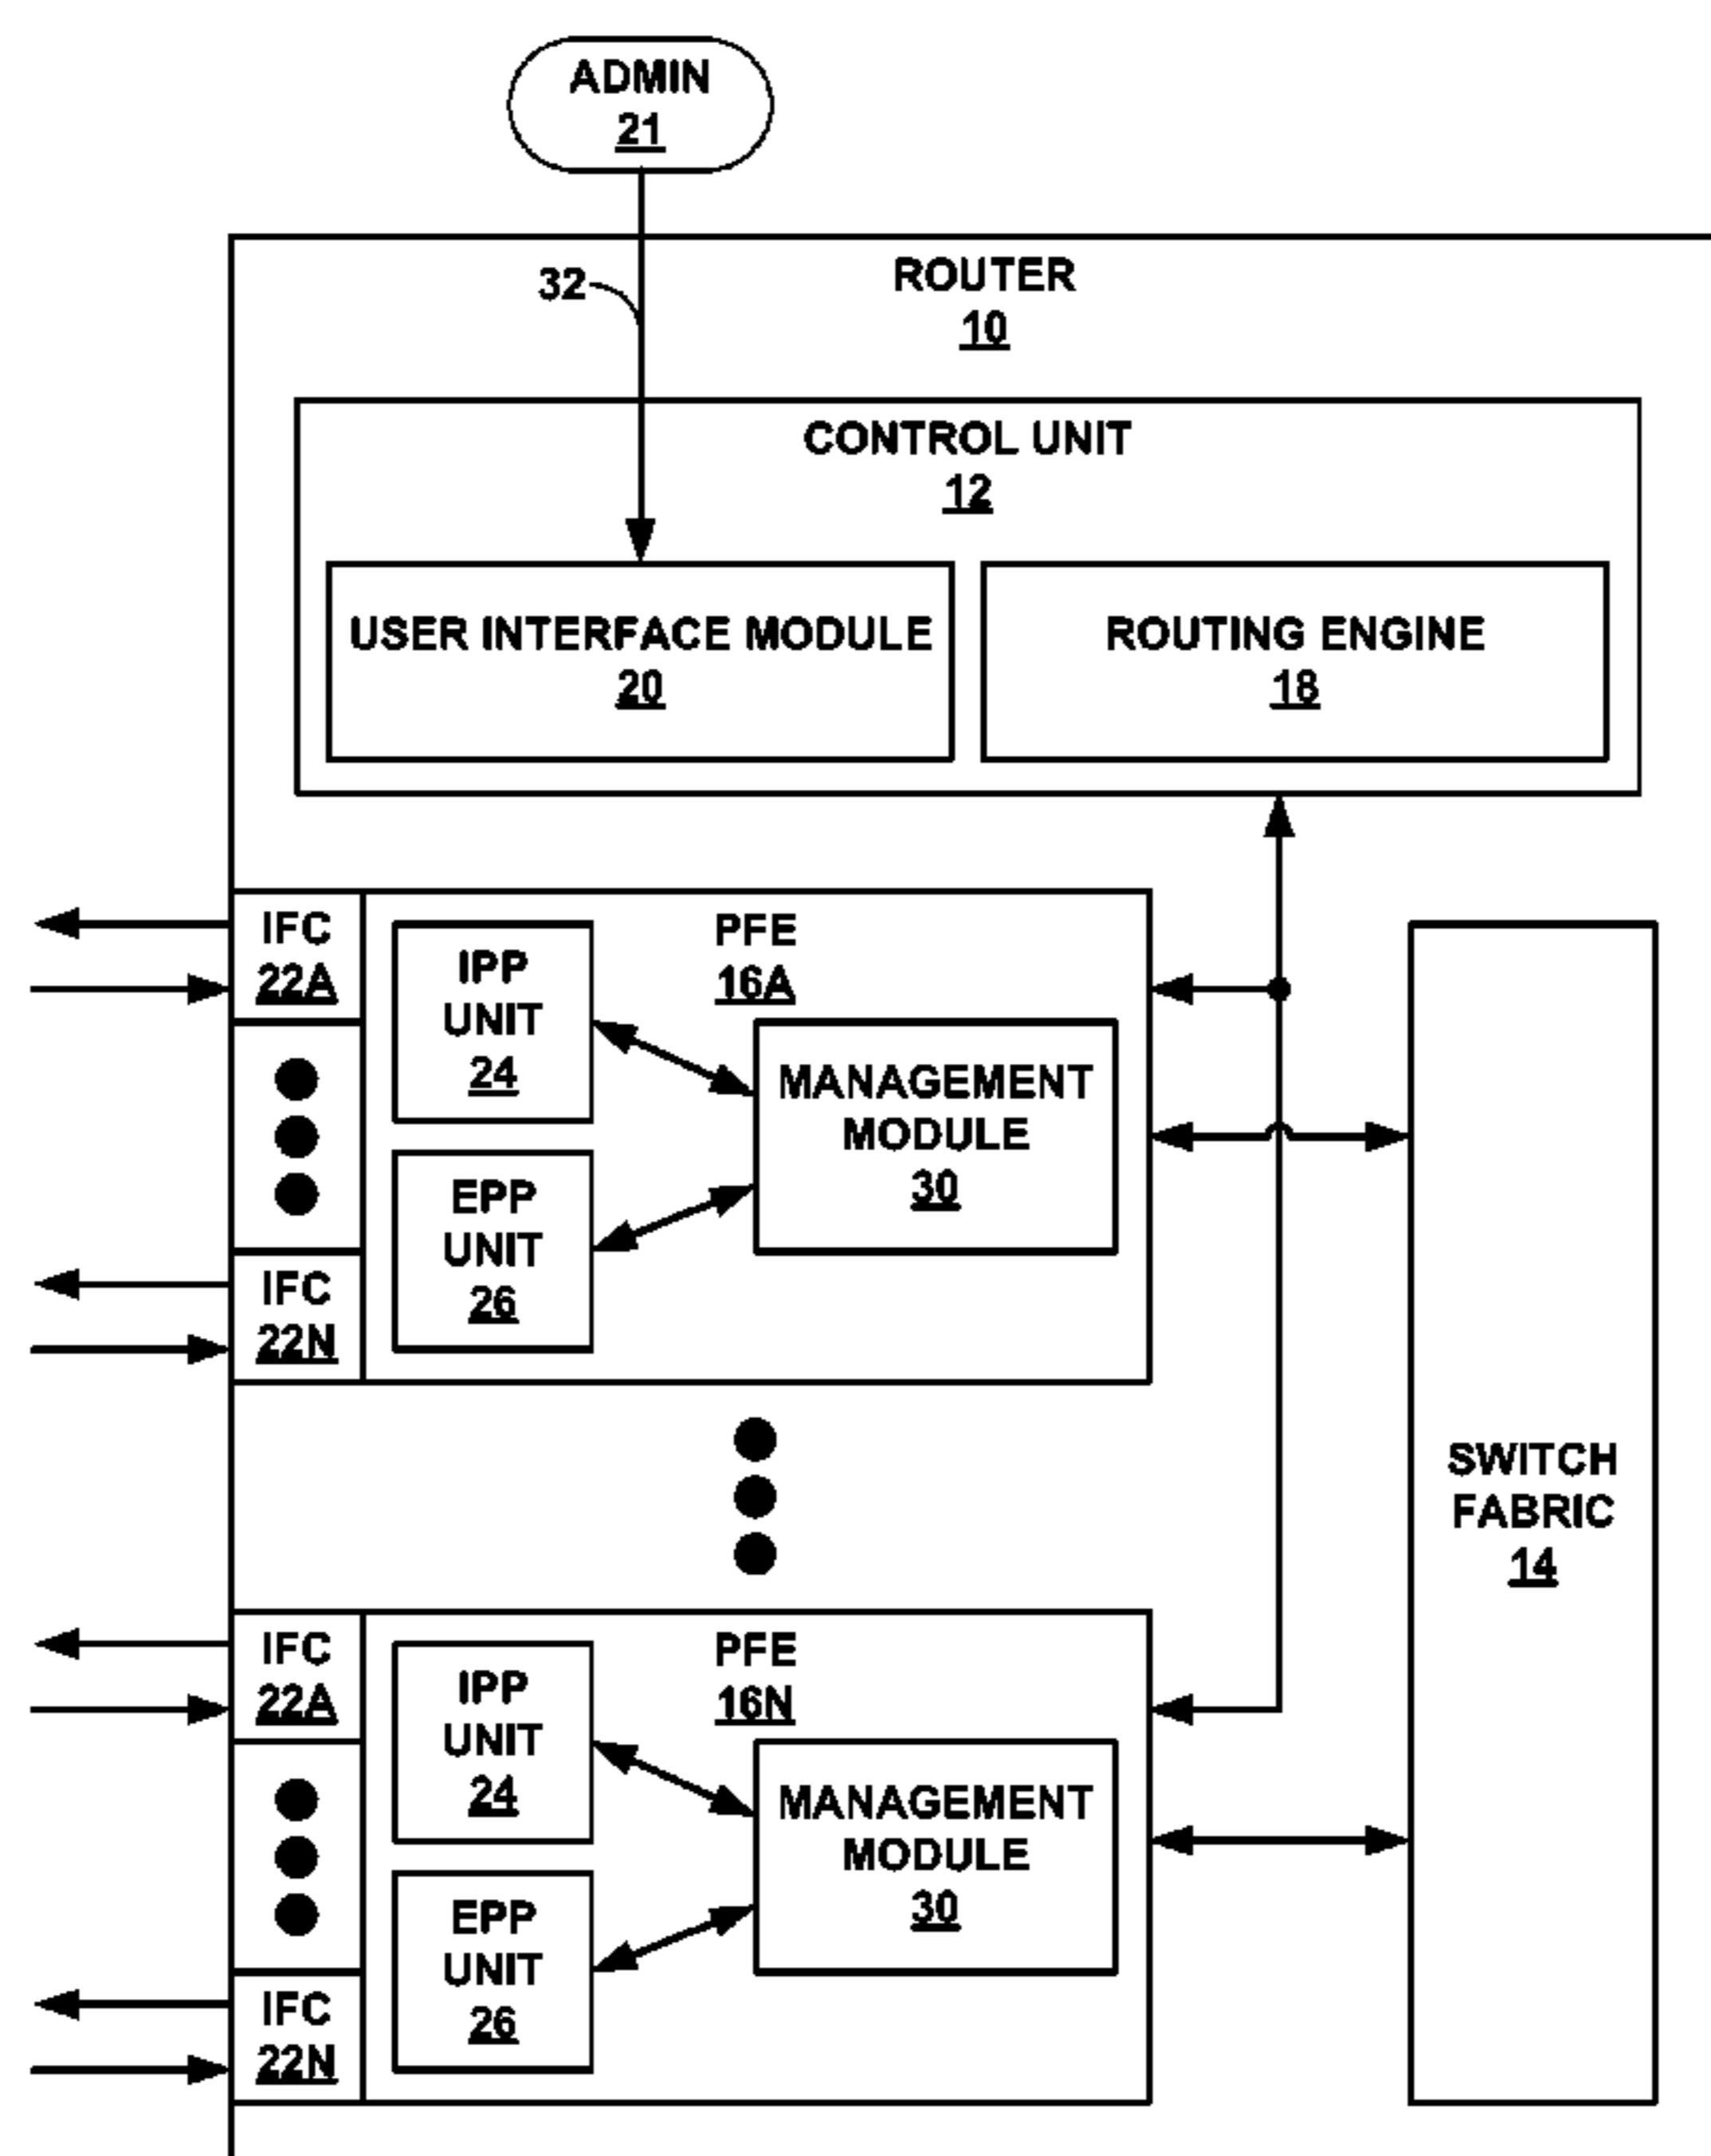 ADMIN
21
32
ROUTER
10
CONTROL UNIT
12
USER INTERFACE MODULE
20
ROUTING ENGINE
18
IFC
22A
IPP
UNIT
24
PFE
16A
MANAGEMENT
MODULE
30
EPP
UNIT
26
IFC
22N
SWITCH
FABRIC
14
IFC
22A
IPP
UNIT
24
PFE
16N
MANAGEMENT
MODULE
30
EPP
UNIT
26
IFC
22N